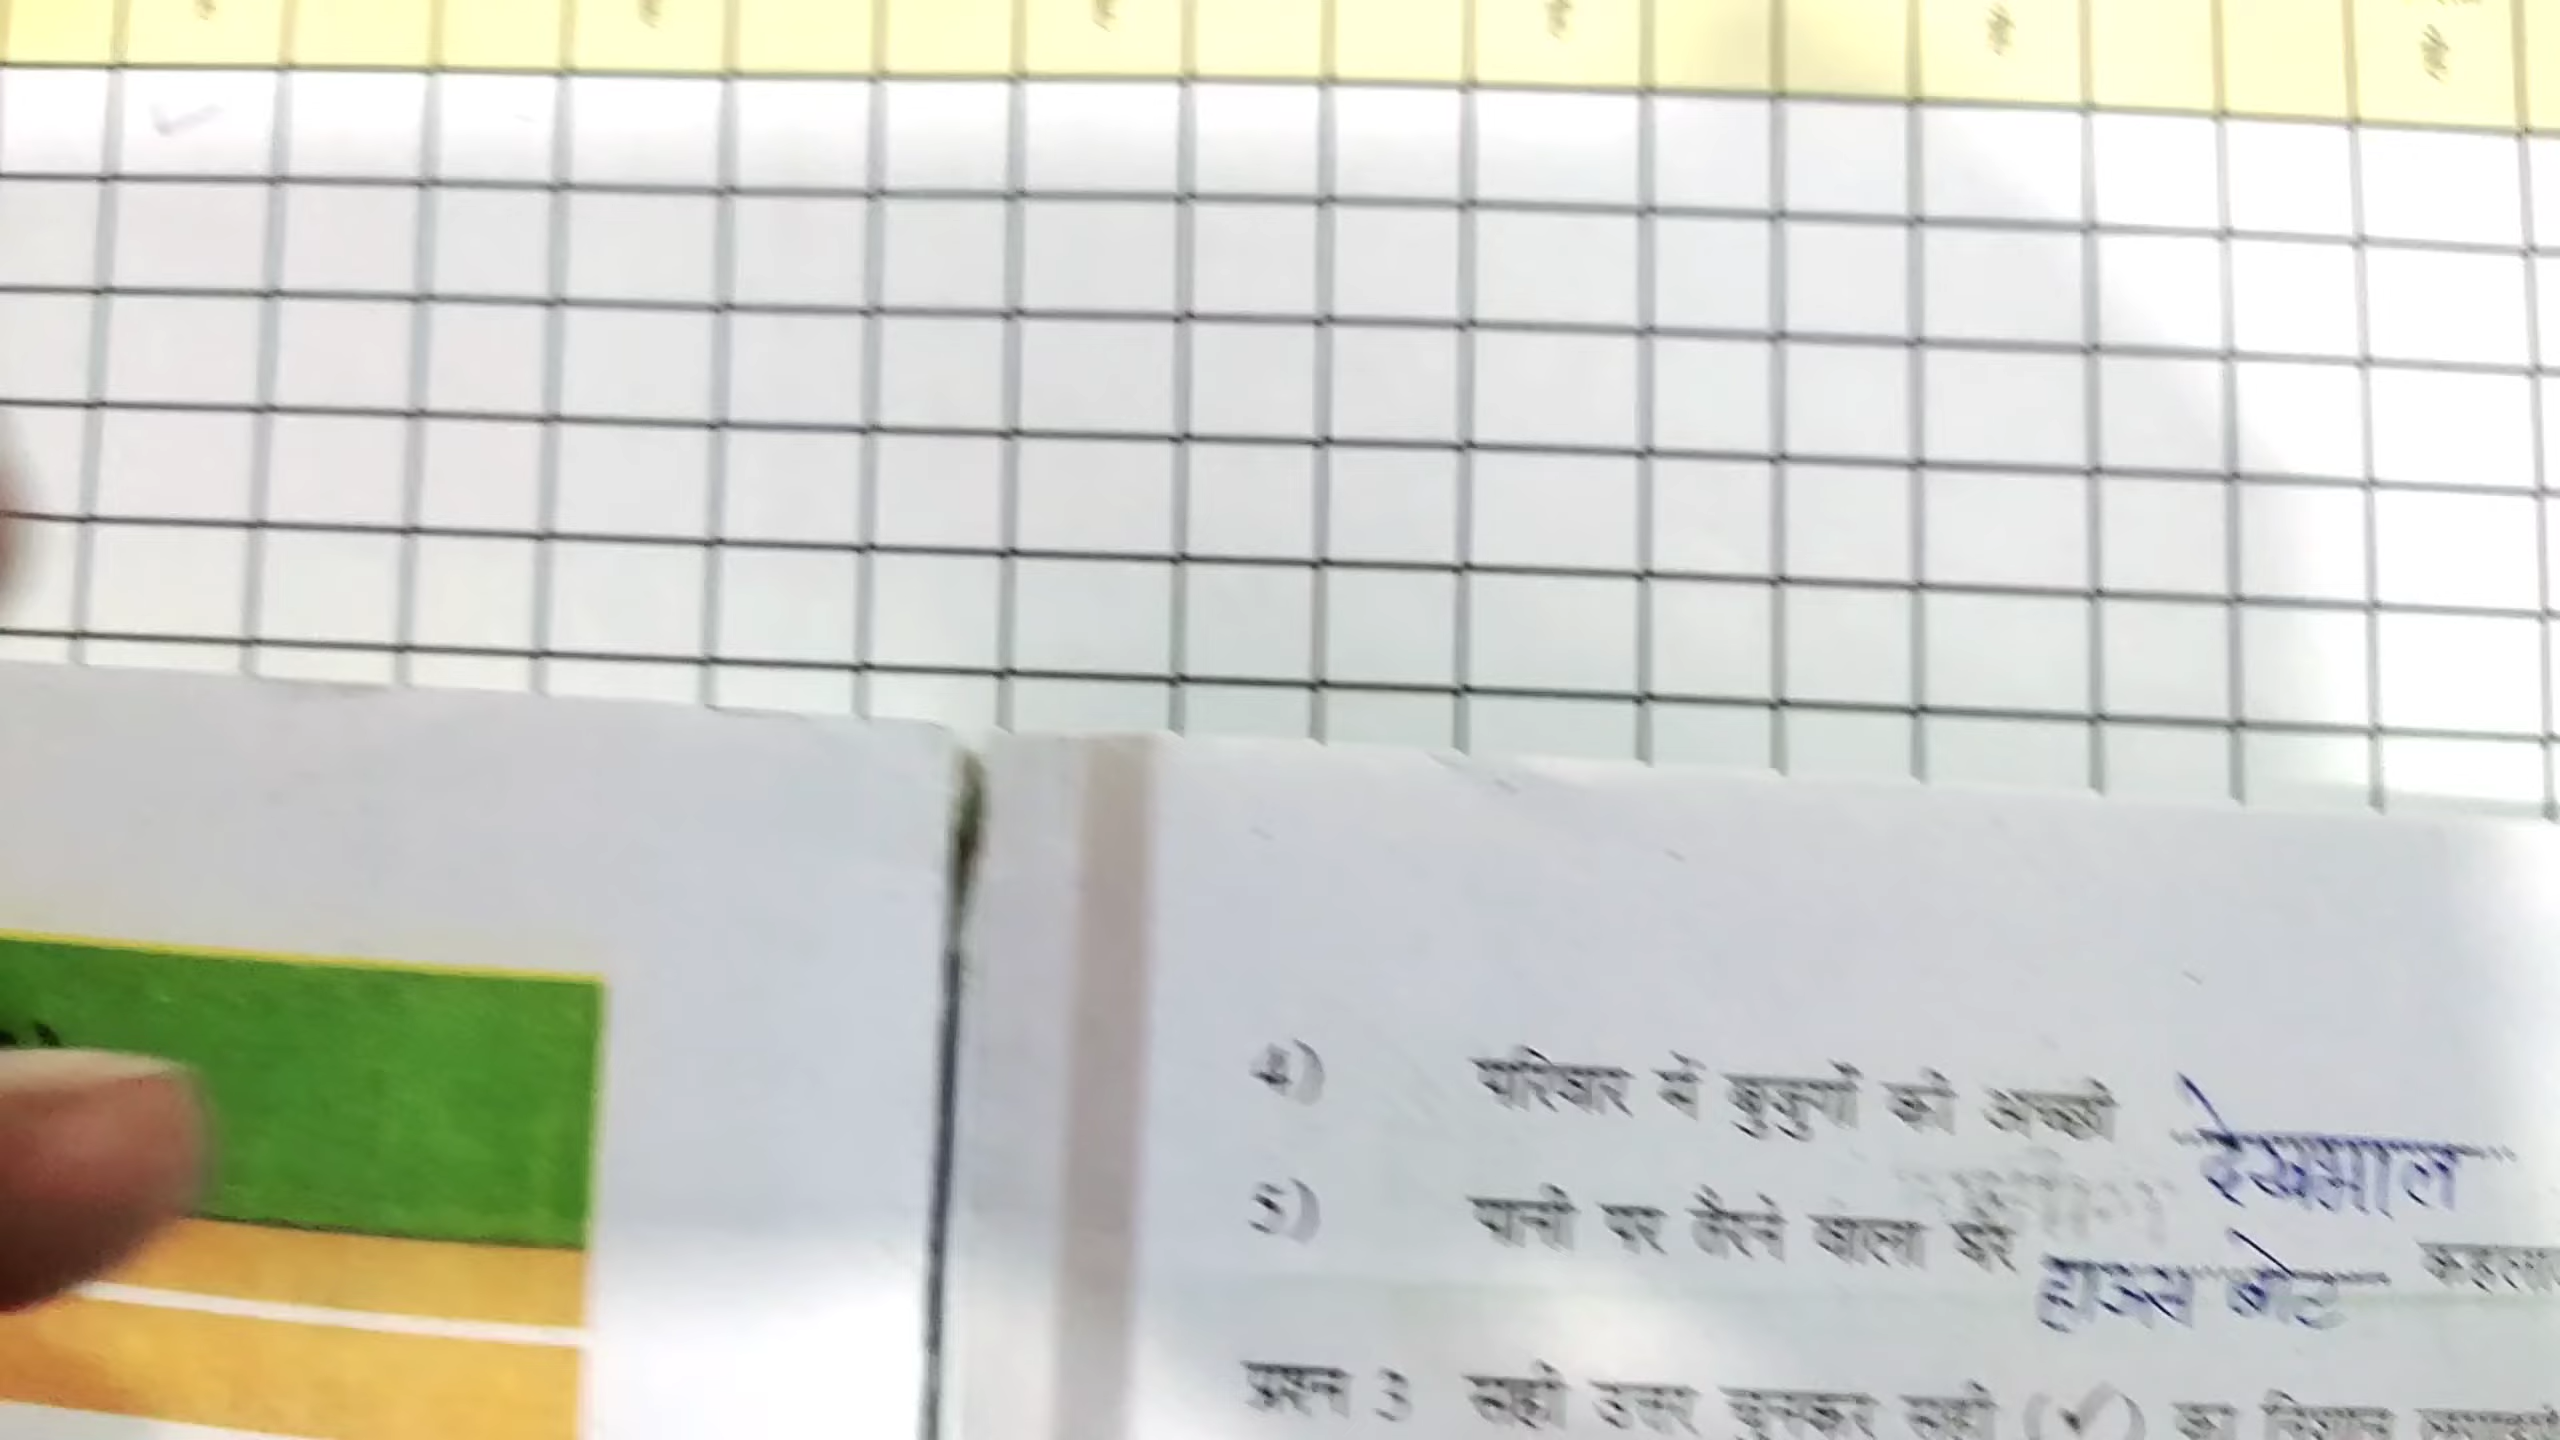 4) परिवार में बुजुर्गों की अच्छी देखभाल
5) पानी पर तैरने वाला घर हाउस बोट
प्रश्न 3 सही उत्तर चुनकर सही (✓) का निशान